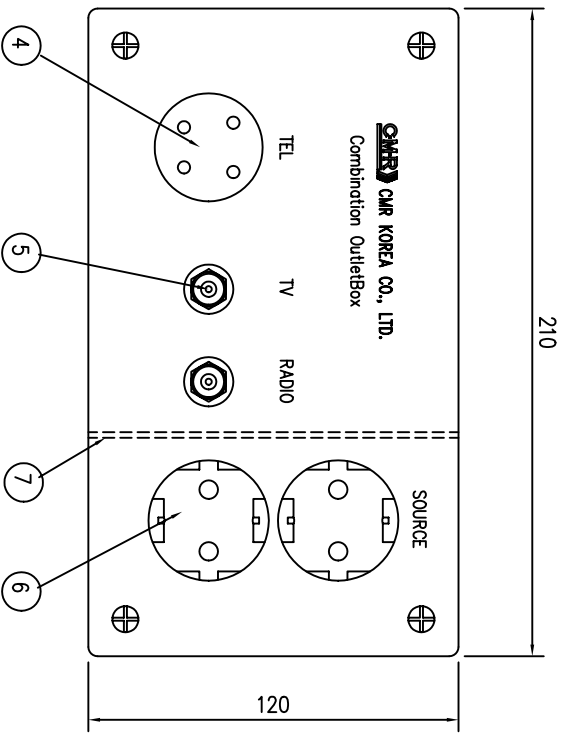 210
CMR CMR KOREA CO., LTD.
Combination OutletBox
SOURCE
TEL
TV
RADIO
4
5
7
6
120